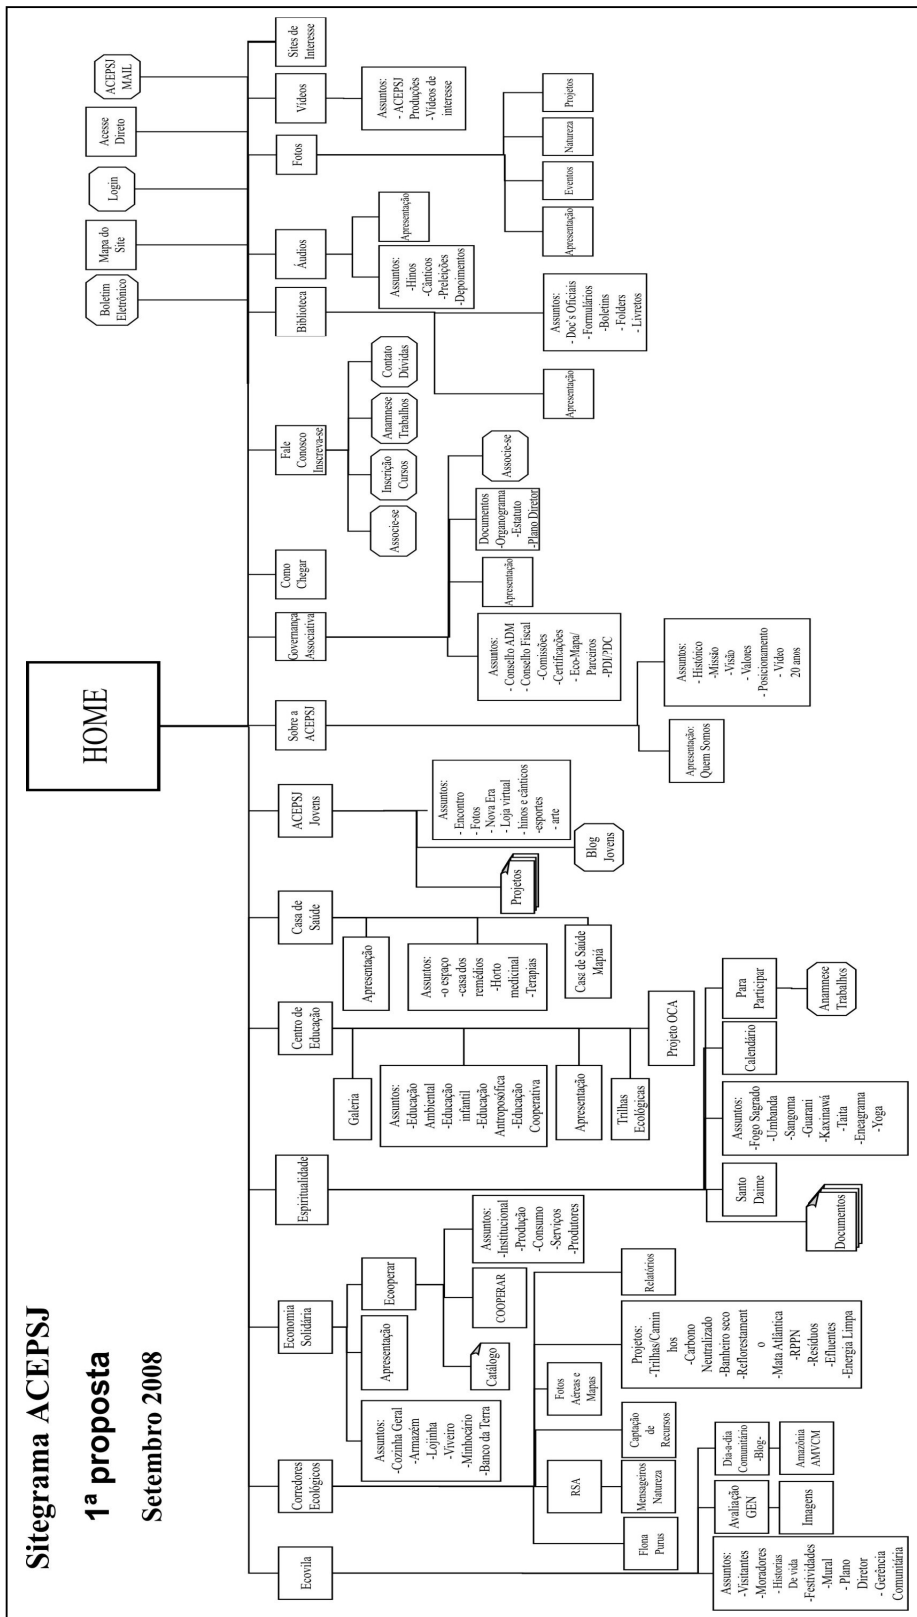 Sitegrama ACEPSJ
1ª proposta
Setembro 2008
HOME
Boletim
Eletrônico
Mapa do
Site
Login
Acesse
Direto
ACEPSJ
MAIL
Ecovila
Corredores
Ecológicos
Economia
Solidária
Espiritualidade
Centro de
Educação
Casa de
Saúde
ACEPSJ
Jovens
Sobre a
ACEPSJ
Governança
Associativa
Como
Chegar
Fale
Conosco
Inscreva-se
Biblioteca
Áudios
Fotos
Vídeos
Sites de
Interesse
Assuntos:
-Visitantes
-Moradores
- Historias
De vida
-Festividades
-Mural
- Plano
Diretor
- Gerência
Comunitária
Avaliação
GEN
Imagens
Dia-a-dia
Comunitário
-Blog-
Amazônia
AMVCM
Flona
Purus
RSA
Mensageiros
Natureza
Captação
de
Recursos
Fotos
Aéreas e
Mapas
Projetos:
-Trilhas/Camin
hos
-Carbono
Neutralizado
-Banheiro seco
-Reflorestament
o
-Mata Atlântica
-RPPN
-Resíduos
-Efluentes
-Energia Limpa
Relatórios
Assuntos:
-Cozinha Geral
-Armazém
-Lojinha
-Viveiro
-Minhocário
-Banco da Terra
Apresentação
Ecooperar
Catálogo
COOPERAR
Assuntos:
-Institucional
-Produção
-Consumo
-Serviços
-Produtores
Documentos
Santo
Daime
Assuntos:
-Fogo Sagrado
-Umbanda
-Sangoma
-Guarani
-Kaxinawá
-Taita
-Eneagrama
-Yoga
Calendário
Para
Participar
Anamnese
Trabalhos
Galeria
Assuntos:
-Educação
Ambiental
-Educação
infantil
-Educação
Antroposófica
-Educação
Cooperativa
Apresentação
Trilhas
Ecológicas
Projeto OCA
Apresentação
Assuntos:
-o espaço
-casa dos
remédios
-Horto
medicinal
-Terapias
Casa de Saúde
Mapiá
Projetos
Blog
Jovens
Assuntos:
- Encontro
- Fotos
- Nova Era
- Loja virtual
- hinos e cânticos
-esportes
- arte
Apresentação:
Quem Somos
Assuntos:
- Histórico
-Missão
-Visão
- Valores
- Posicionamento
- Vídeo
20 anos
Assuntos:
- Conselho ADM
- Conselho Fiscal
-Comissões
-Certificações
- Eco-Mapa/
Parceiros
-PDI/PDC
Apresentação
Documentos
-Organograma
-Estatuto
-Plano Diretor
Associe-se
Associe-se
Inscrição
Cursos
Anamnese
Trabalhos
Contato
Dúvidas
Apresentação
Assuntos:
- Doc's Oficiais
- Formulários
-Boletins
- Folders
- Livretos
Assuntos:
-Hinos
- Cânticos
-Preleições
-Depoimentos
Apresentação
Apresentação
Eventos
Natureza
Projetos
Assuntos:
- ACEPSJ
Produções
-Vídeos de
interesse